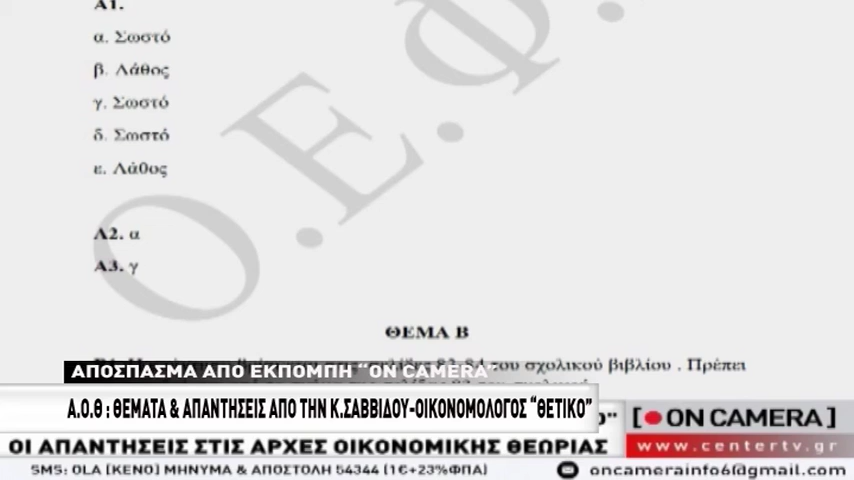 Α1.
α. Σωστό
β. Λάθος
γ. Σωστό
δ. Σωστό
ε. Λάθος
Ο.Ε.Φ.
Α2. α
Α3. γ
ΘΕΜΑ Β
του σχολικού βιβλίου . Πρέπει
ΑΠΟΣΠΑΣΜΑ ΑΠΟ ΕΚΠΟΜΠΗ "ON CAMERA"
Α.Ο.Θ : ΘΕΜΑΤΑ & ΑΠΑΝΤΗΣΕΙΣ ΑΠΟ ΤΗΝ Κ.ΣΑΒΒΙΔΟΥ-ΟΙΚΟΝΟΜΟΛΟΓΟΣ "ΘΕΤΙΚΟ"
[●ON CAMERA]
ΟΙ ΑΠΑΝΤΗΣΕΙΣ ΣΤΙΣ ΑΡΧΕΣ ΟΙΚΟΝΟΜΙΚΗΣ ΘΕΩΡΙΑΣ
www.centertv.gr
SMS: OLA [ΚΕΝΟ] ΜΗΝΥΜΑ & ΑΠΟΣΤΟΛΗ 54344 (1€+23%ΦΠΑ)
oncamerainfo6@gmail.com